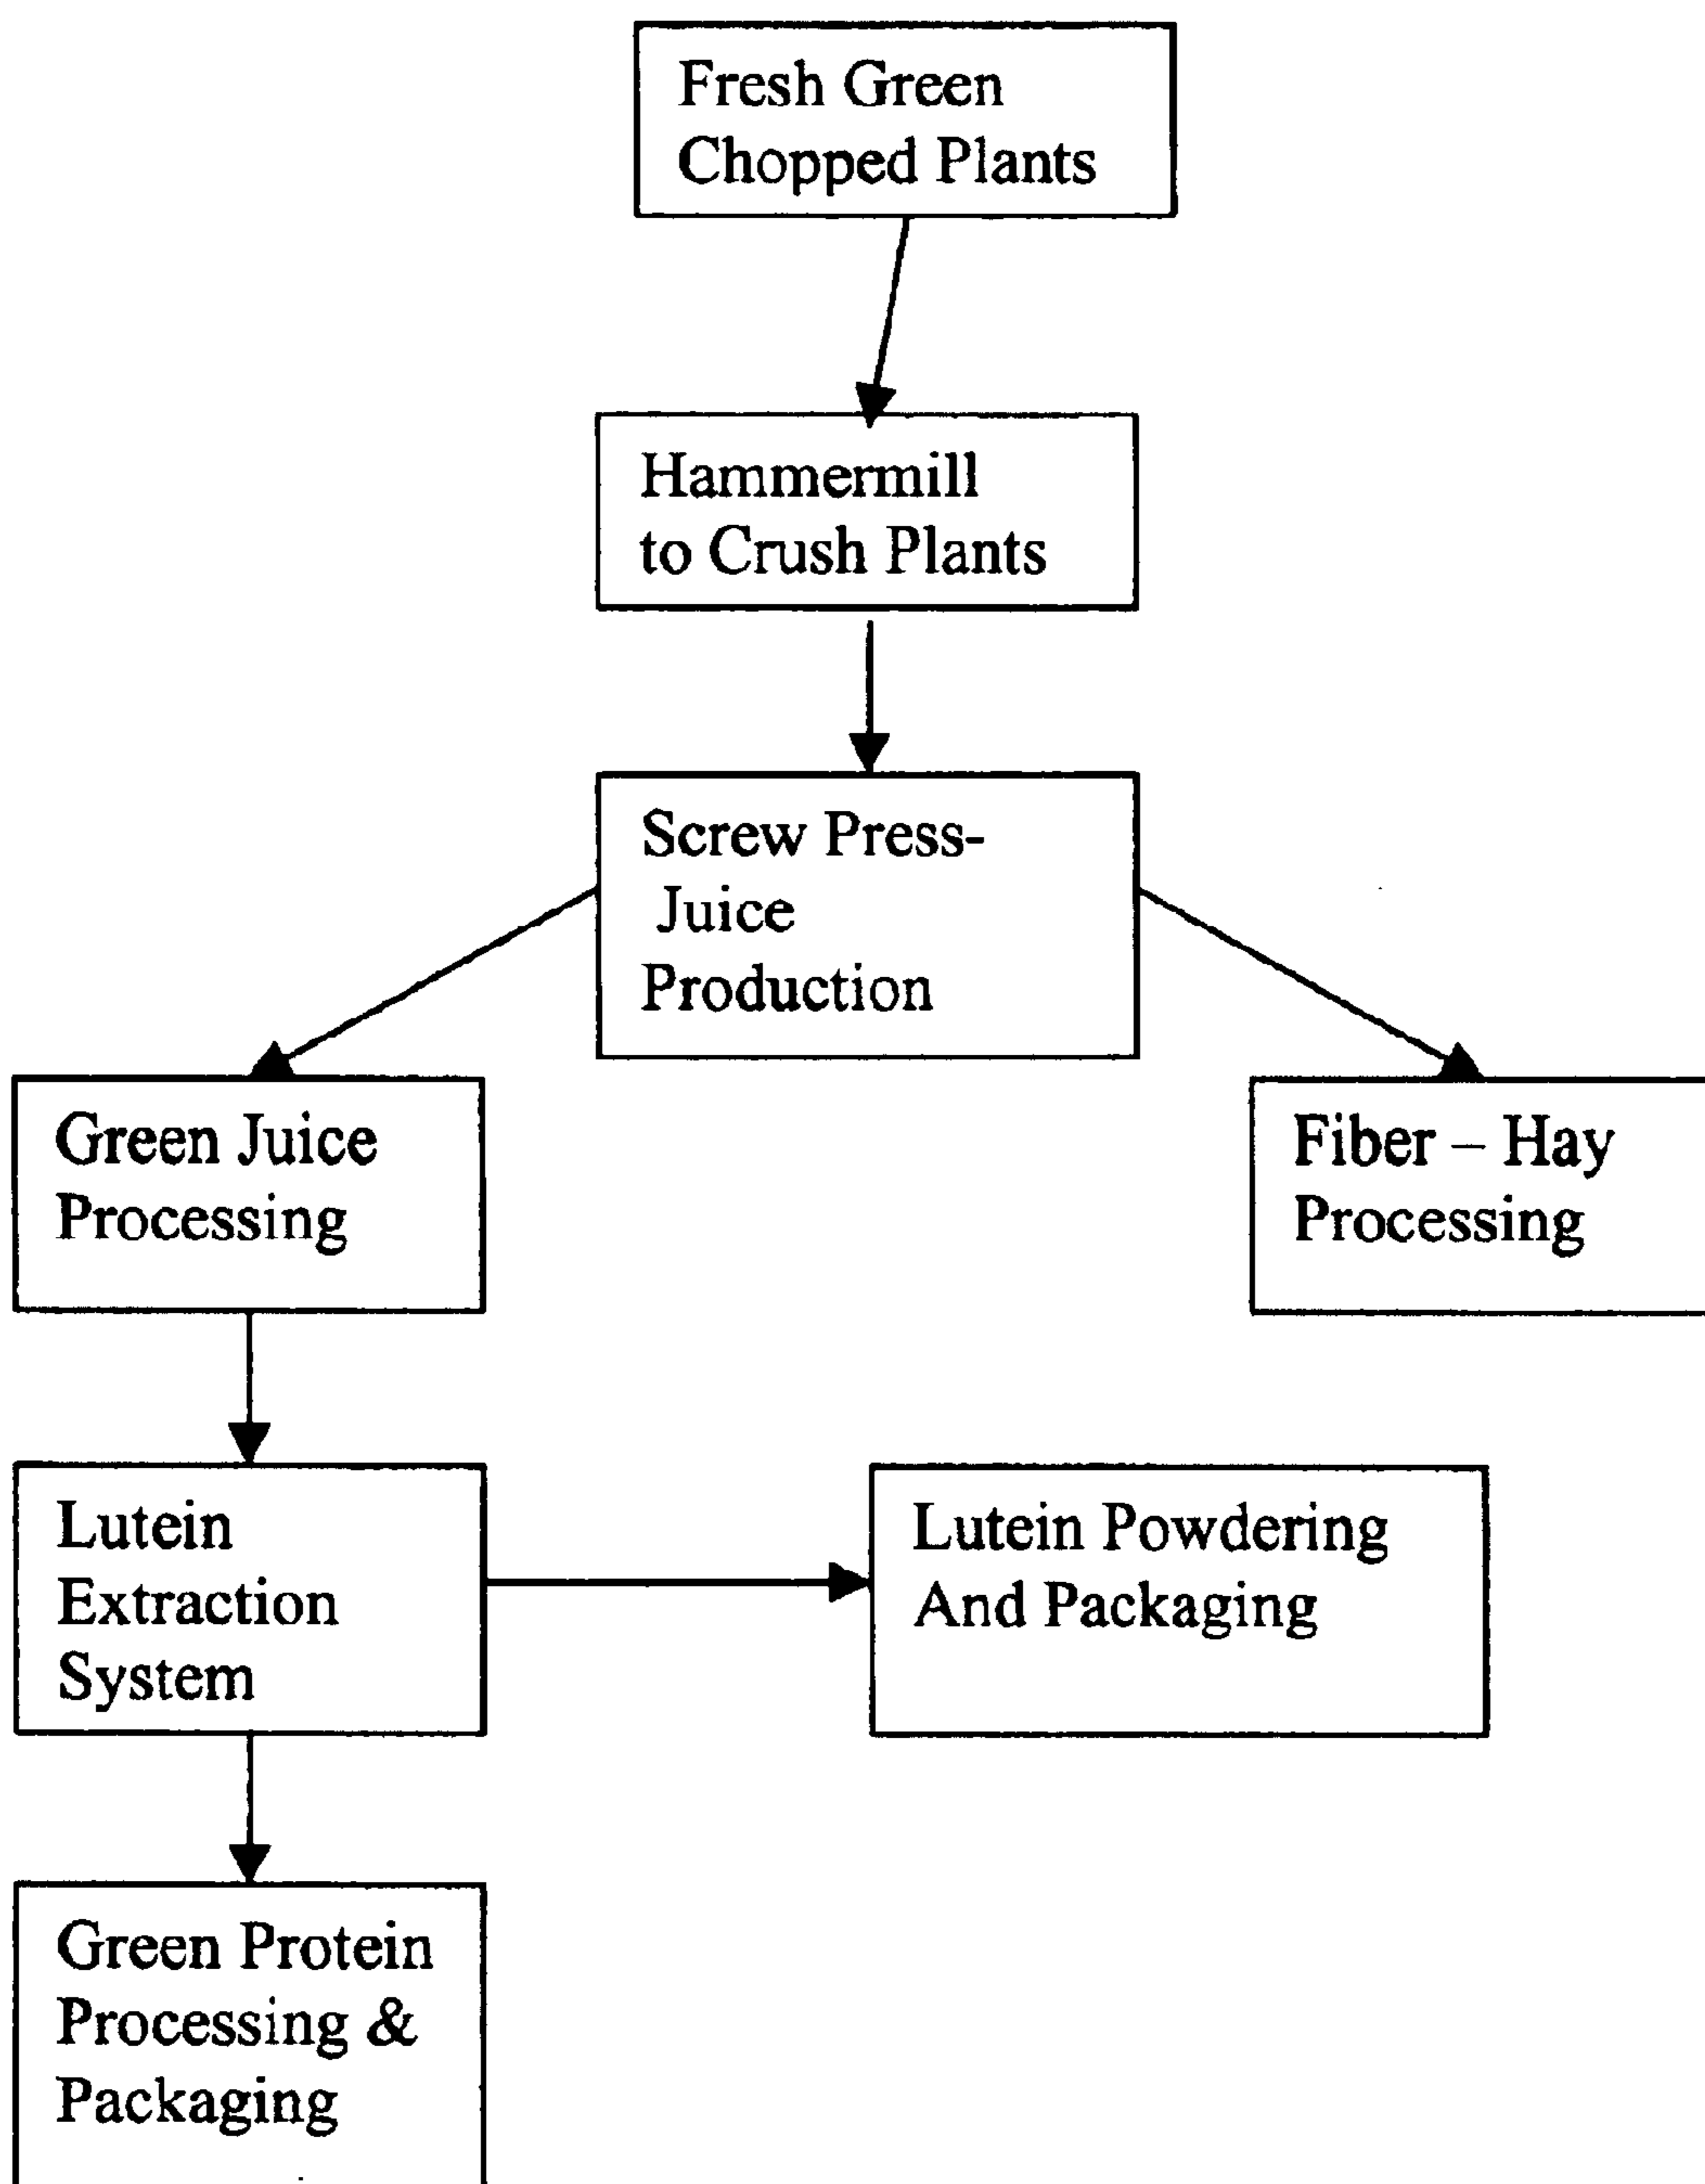 Fresh Green
Chopped Plants
Hammermill
to Crush Plants
Screw Press-
Juice
Production
Green Juice
Processing
Fiber – Hay
Processing
Lutein
Extraction
System
Lutein Powdering
And Packaging
Green Protein
Processing &
Packaging